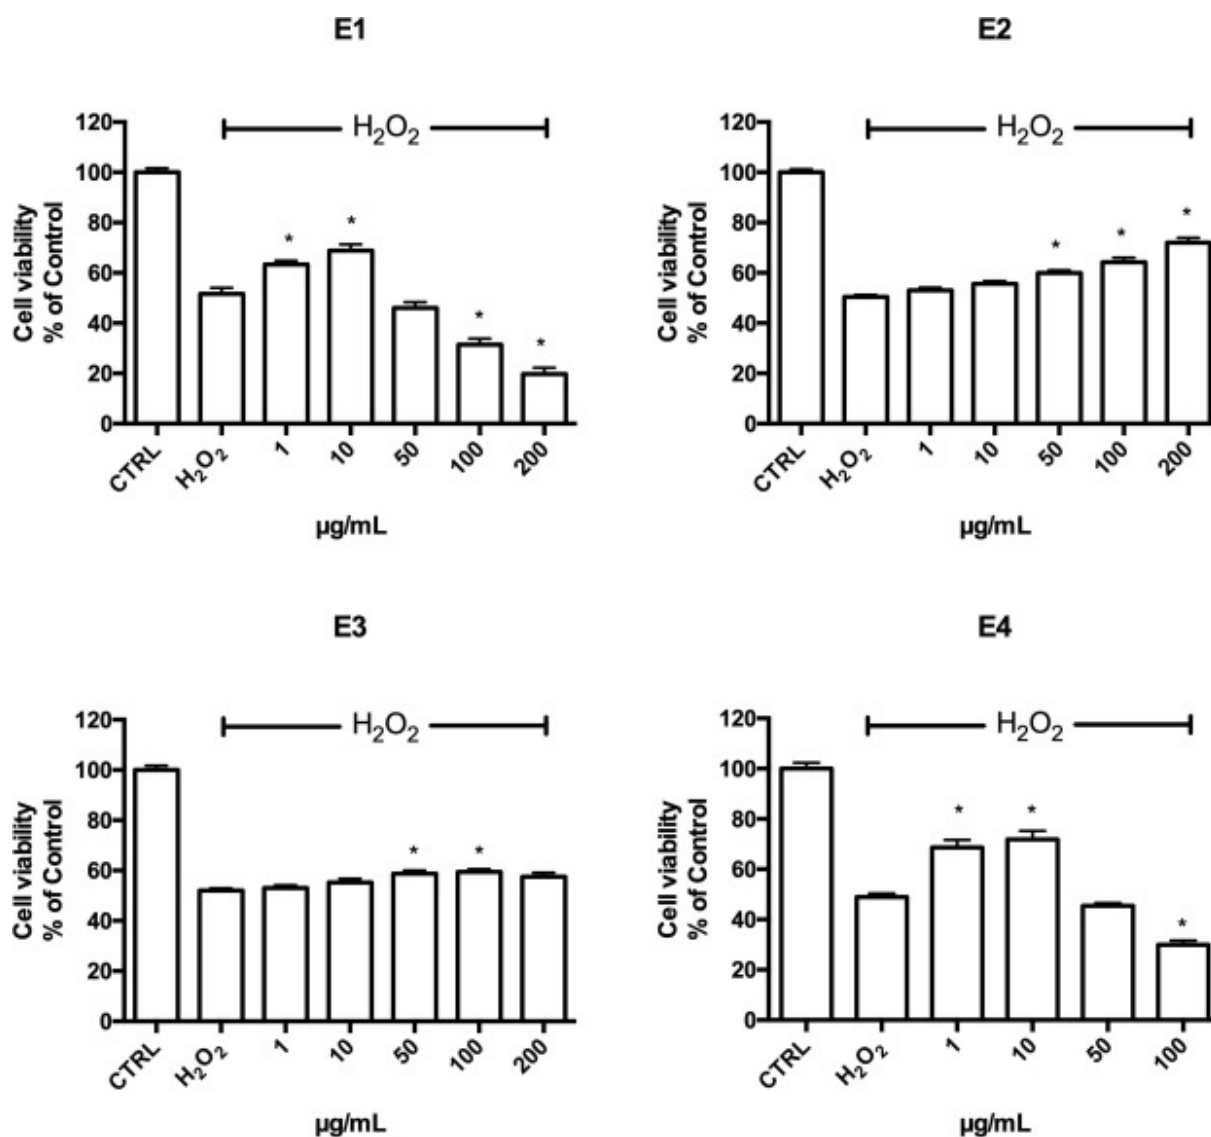 E1
H₂O₂
Cell viability
% of Control
120
100
80
60
40
20
0
*
*
*
*
CTRL
H₂O₂
1
10
50
100
200
µg/mL
E2
H₂O₂
Cell viability
% of Control
120
100
80
60
40
20
0
*
*
*
CTRL
H₂O₂
1
10
50
100
200
µg/mL
E3
H₂O₂
Cell viability
% of Control
120
100
80
60
40
20
0
*
*
CTRL
H₂O₂
1
10
50
100
200
µg/mL
E4
H₂O₂
Cell viability
% of Control
120
100
80
60
40
20
0
*
*
*
CTRL
H₂O₂
1
10
50
100
µg/mL